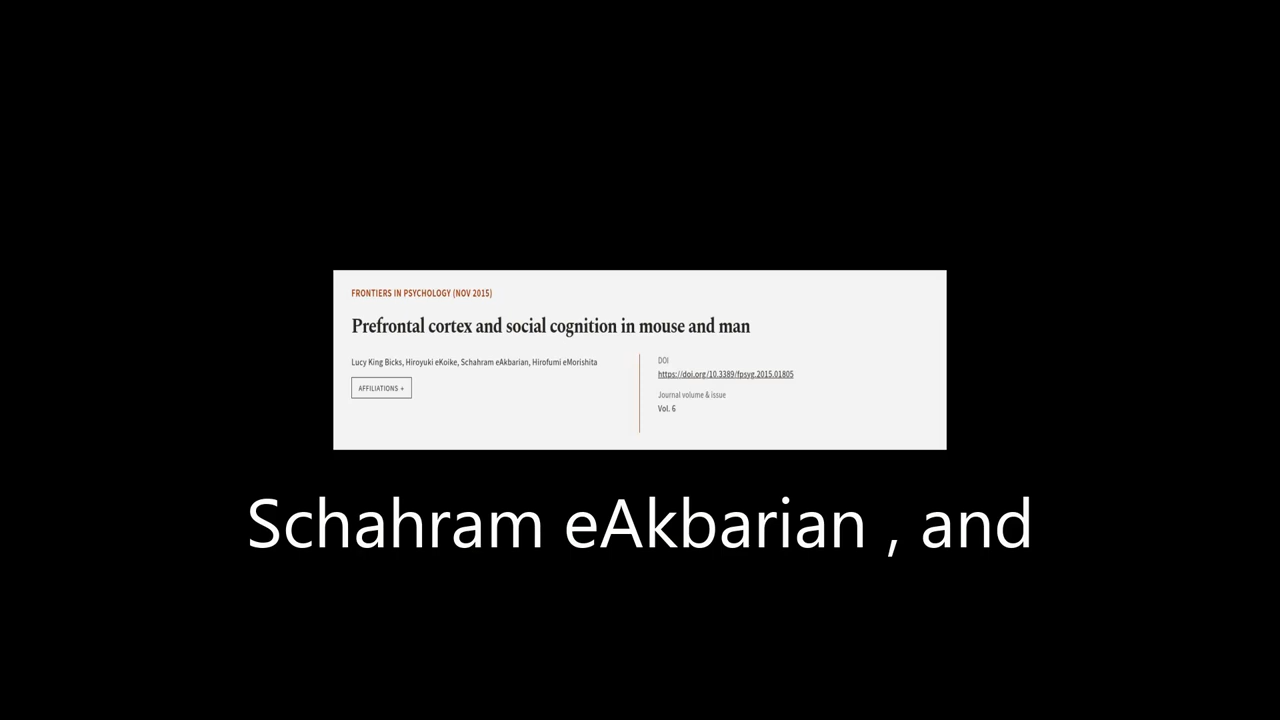 FRONTIERS IN PSYCHOLOGY (NOV 2015)
Prefrontal cortex and social cognition in mouse and man
Lucy King Bicks, Hiroyuki eKoike, Schahram eAkbarian, Hirofumi eMorishita
AFFILIATIONS +
DOI
https://doi.org/10.3389/fpsyg.2015.01805
Journal volume & issue
Vol. 6
Schahram eAkbarian , and